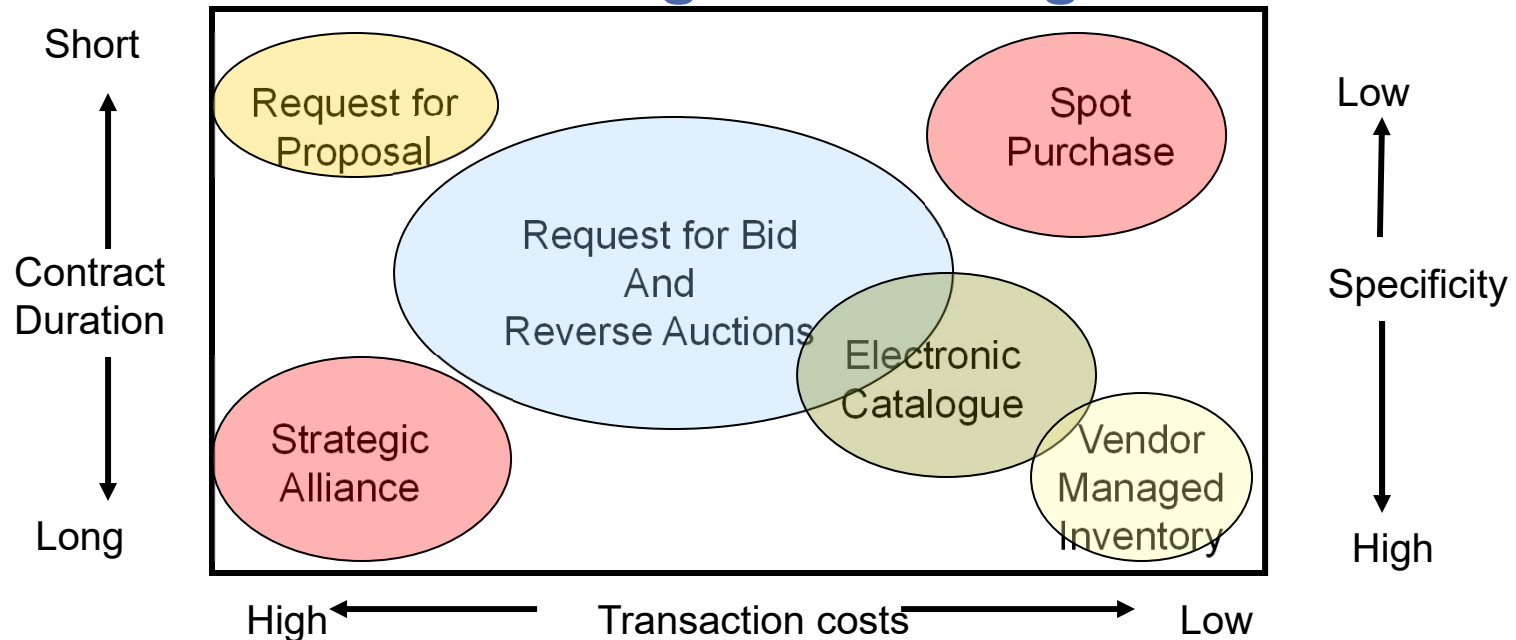 Short
Contract
Duration
Long
Request for
Proposal
Request for Bid
And
Reverse Auctions
Spot
Purchase
Electronic
Catalogue
Strategic
Alliance
Vendor
Managed
Inventory
Low
Specificity
High
High
Transaction costs
Low